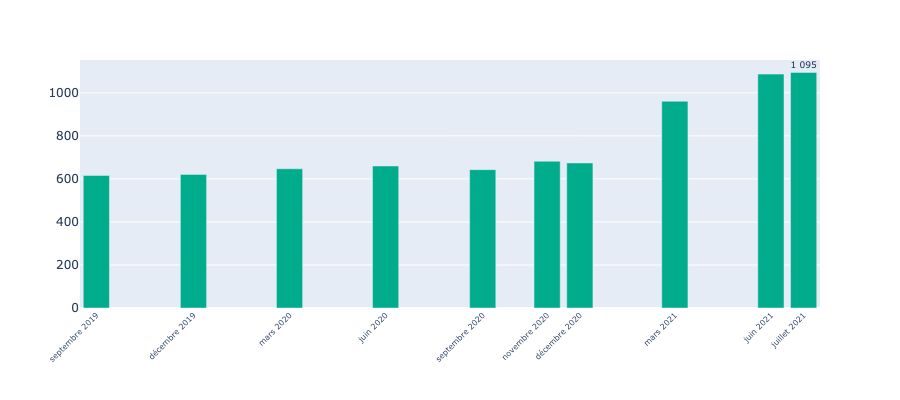 1 095
1000
800
600
400
200
0
septembre 2019
décembre 2019
mars 2020
juin 2020
septembre 2020
novembre 2020
décembre 2020
mars 2021
juin 2021
juillet 2021